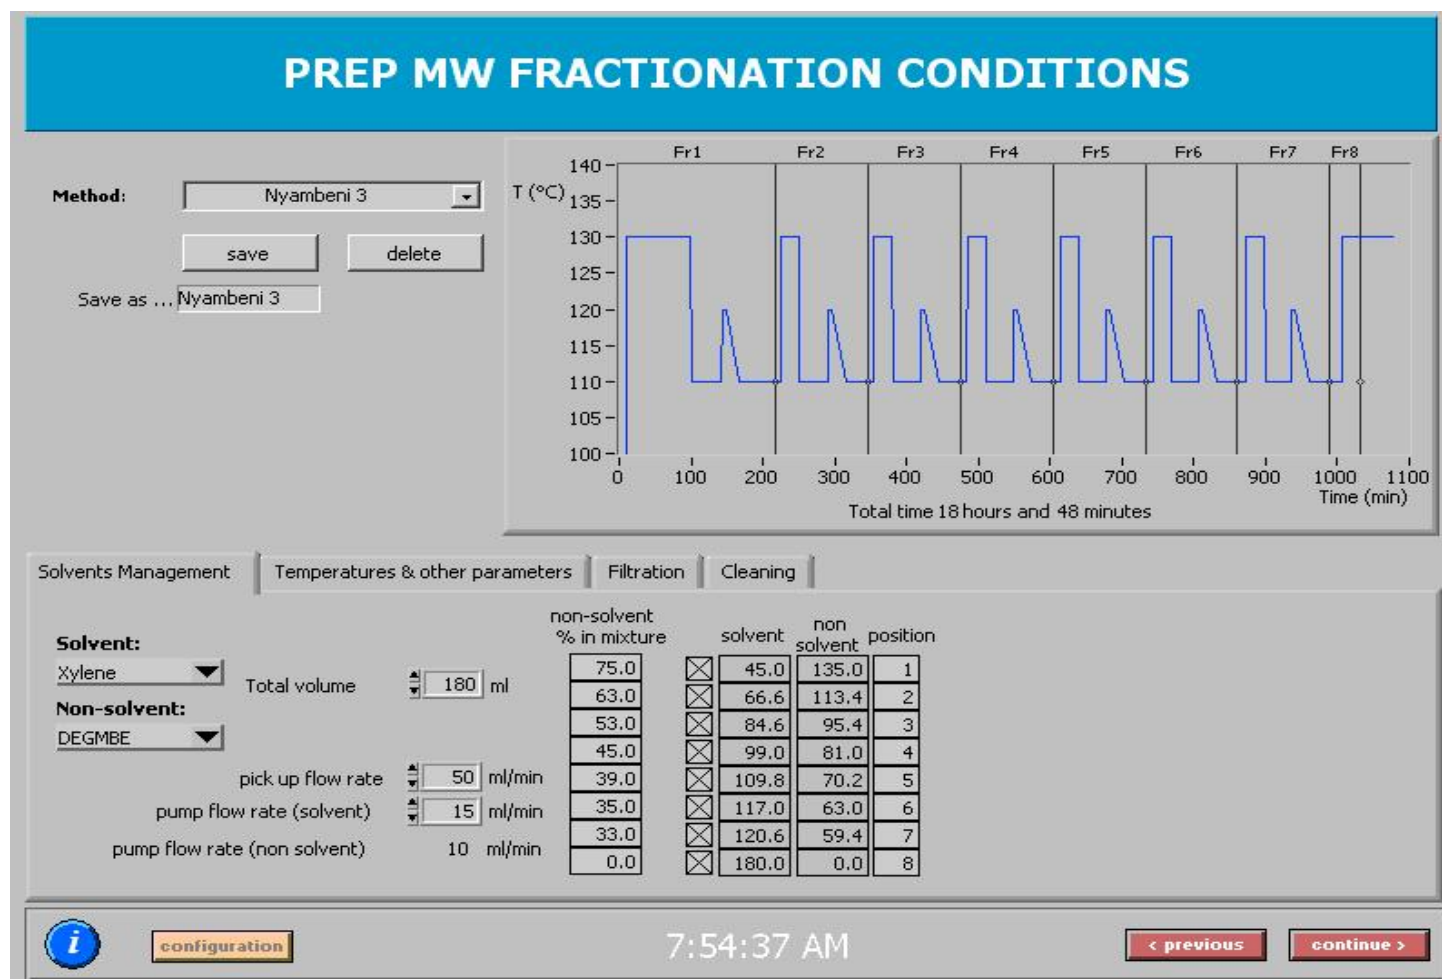 PREP MW FRACTIONATION CONDITIONS
Method: Nyambeni 3
save delete
Save as ... Nyambeni 3
Fr1 Fr2 Fr3 Fr4 Fr5 Fr6 Fr7 Fr8
T (°C)
140
135
130
125
120
115
110
105
100
0 100 200 300 400 500 600 700 800 900 1000 1100
Time (min)
Total time 18 hours and 48 minutes
Solvents Management Temperatures & other parameters Filtration Cleaning
Solvent:
Xylene
Non-solvent:
DEGMBE
Total volume 180 ml
pick up flow rate 50 ml/min
pump flow rate (solvent) 15 ml/min
pump flow rate (non solvent) 10 ml/min
non-solvent
% in mixture solvent non solvent position
75.0 45.0 135.0 1
63.0 66.6 113.4 2
53.0 84.6 95.4 3
45.0 99.0 81.0 4
39.0 109.8 70.2 5
35.0 117.0 63.0 6
33.0 120.6 59.4 7
0.0 180.0 0.0 8
i configuration 7:54:37 AM < previous continue >